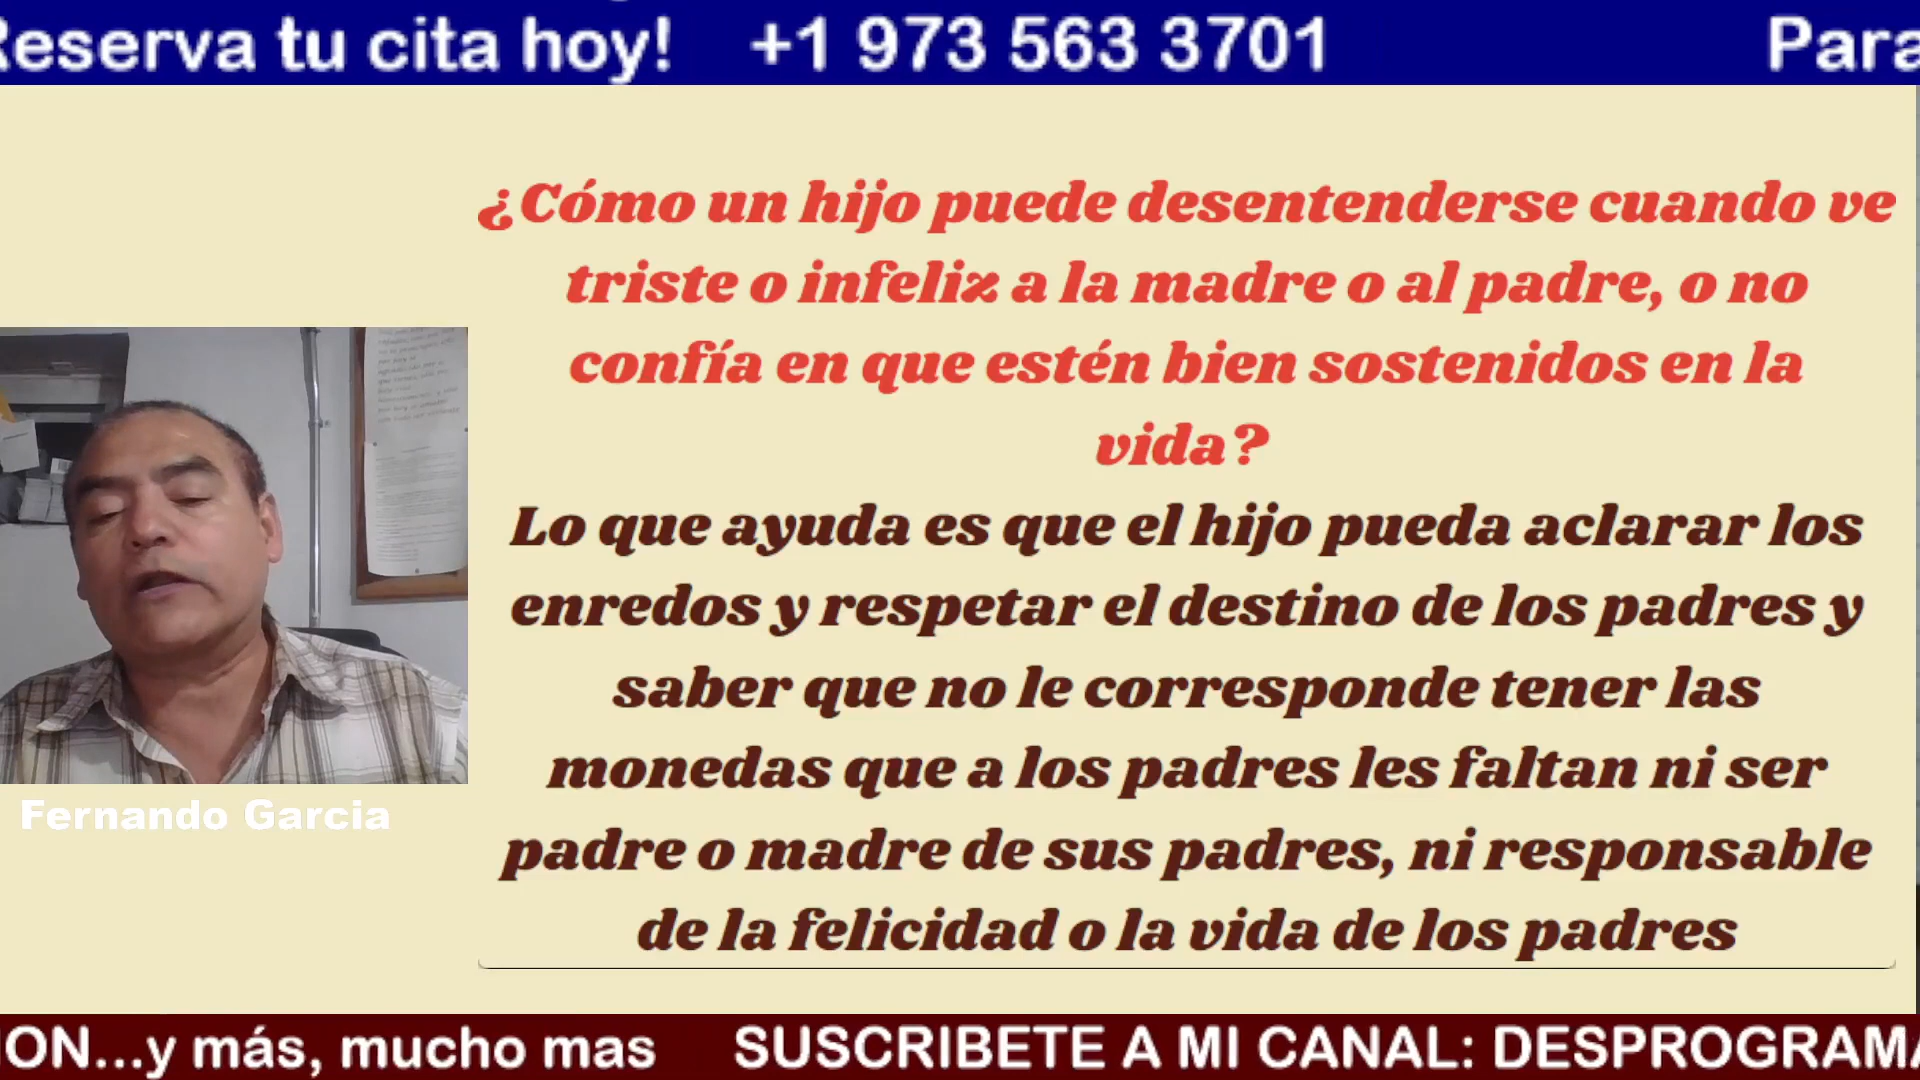 Reserva tu cita hoy! +1 973 563 3701 Para
¿Cómo un hijo puede desentenderse cuando ve
triste o infeliz a la madre o al padre, o no
confía en que estén bien sostenidos en la
vida?
Lo que ayuda es que el hijo pueda aclarar los
enredos y respetar el destino de los padres y
saber que no le corresponde tener las
monedas que a los padres les faltan ni ser
padre o madre de sus padres, ni responsable
de la felicidad o la vida de los padres
Fernando Garcia
ION...y más, mucho mas SUSCRIBETE A MI CANAL: DESPROGRAMA